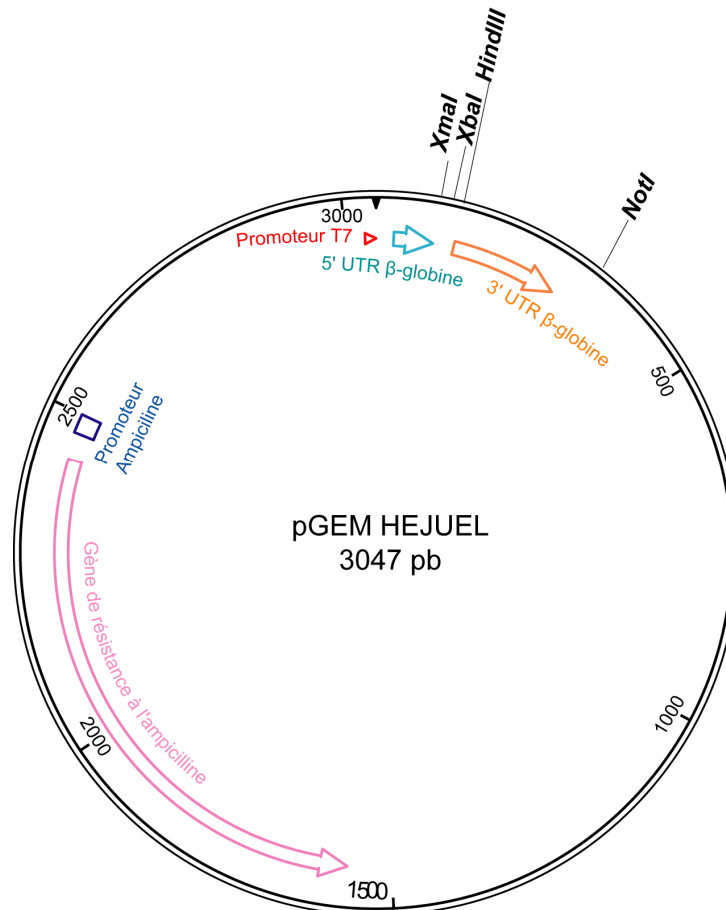 HindIII
XbaI
XmaI
NotI
3000
Promoteur T7
5' UTR β-globine
3' UTR β-globine
500
2500
Promoteur
Ampiciline
pGEM HEJUEL
3047 pb
Gène de résistance à l'ampicilline
1000
2000
1500